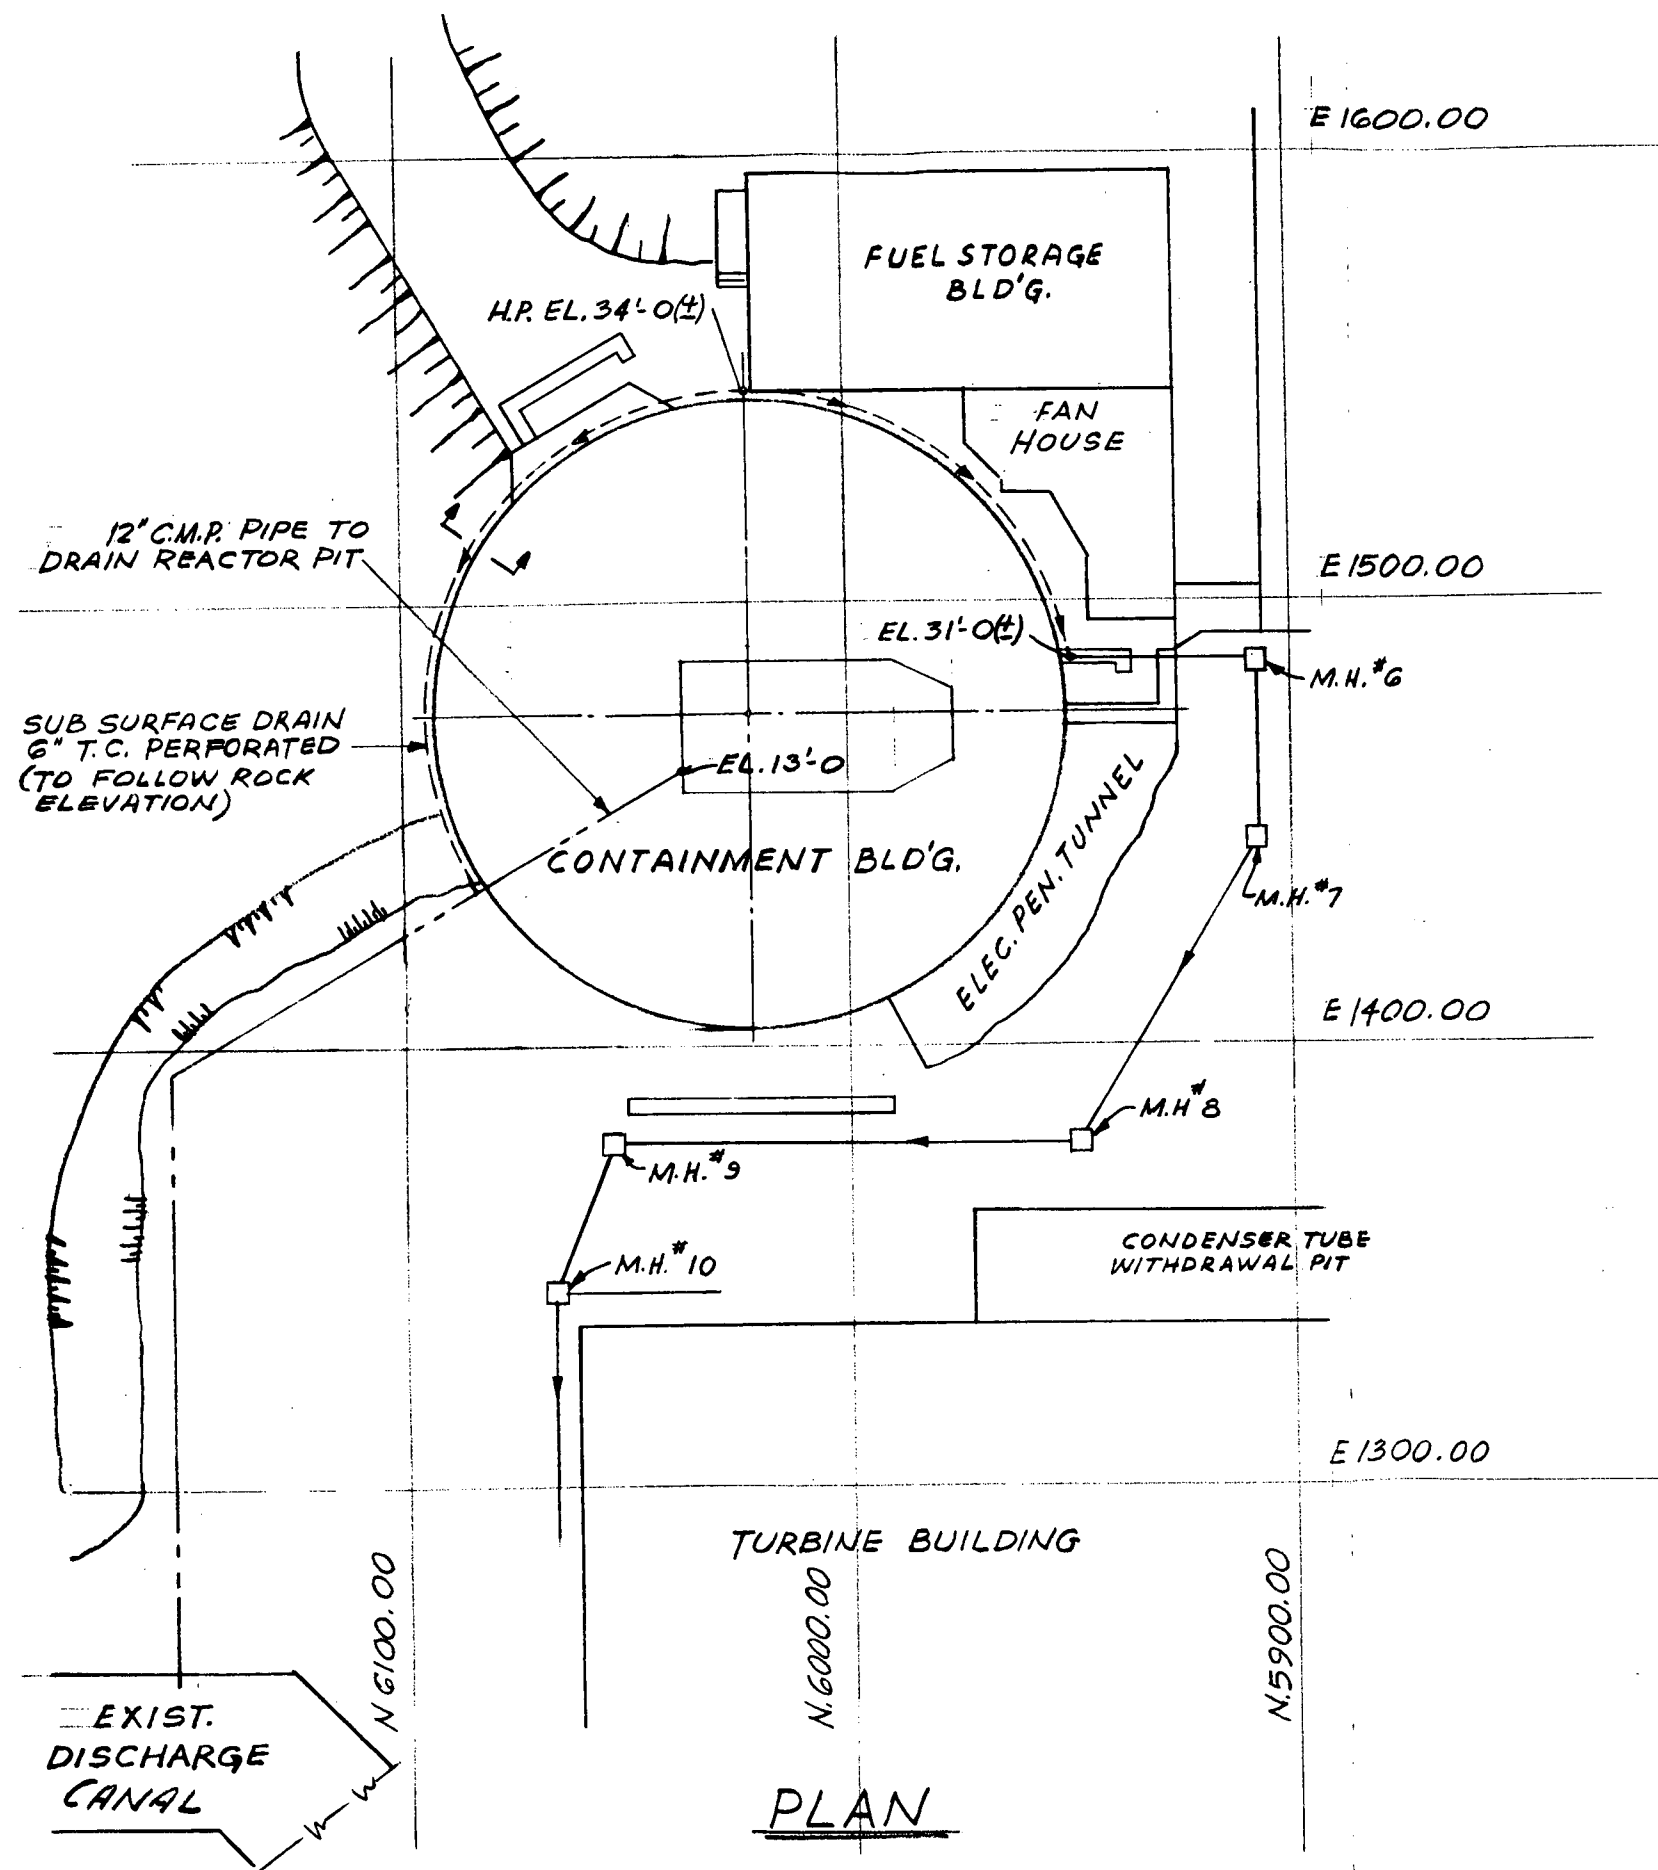 E 1600.00
FUEL STORAGE
BLD'G.
H.P. EL. 34'-0(±)
FAN
HOUSE
12" C.M.P. PIPE TO
DRAIN REACTOR PIT
E 1500.00
EL. 31'-0(±)
M.H. #6
SUB SURFACE DRAIN
6" T.C. PERFORATED
(TO FOLLOW ROCK
ELEVATION)
EL. 13'-0
CONTAINMENT BLD'G.
ELEC. PEN. TUNNEL
M.H. #7
E 1400.00
M.H #8
M.H. #9
M.H. #10
CONDENSER TUBE
WITHDRAWAL PIT
E 1300.00
TURBINE BUILDING
N 6100.00
N. 6000.00
N. 5900.00
EXIST.
DISCHARGE
CANAL
PLAN